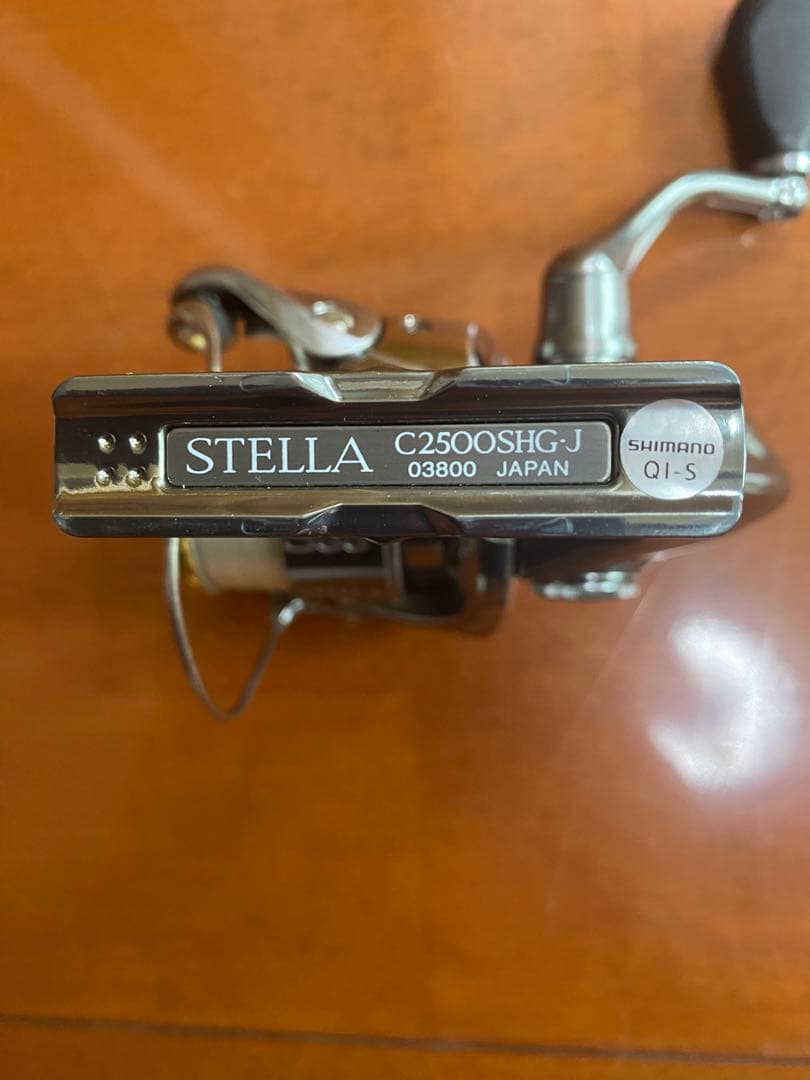 STELLA C2500SHG-J
03800 JAPAN
SHIMANO
QI-S